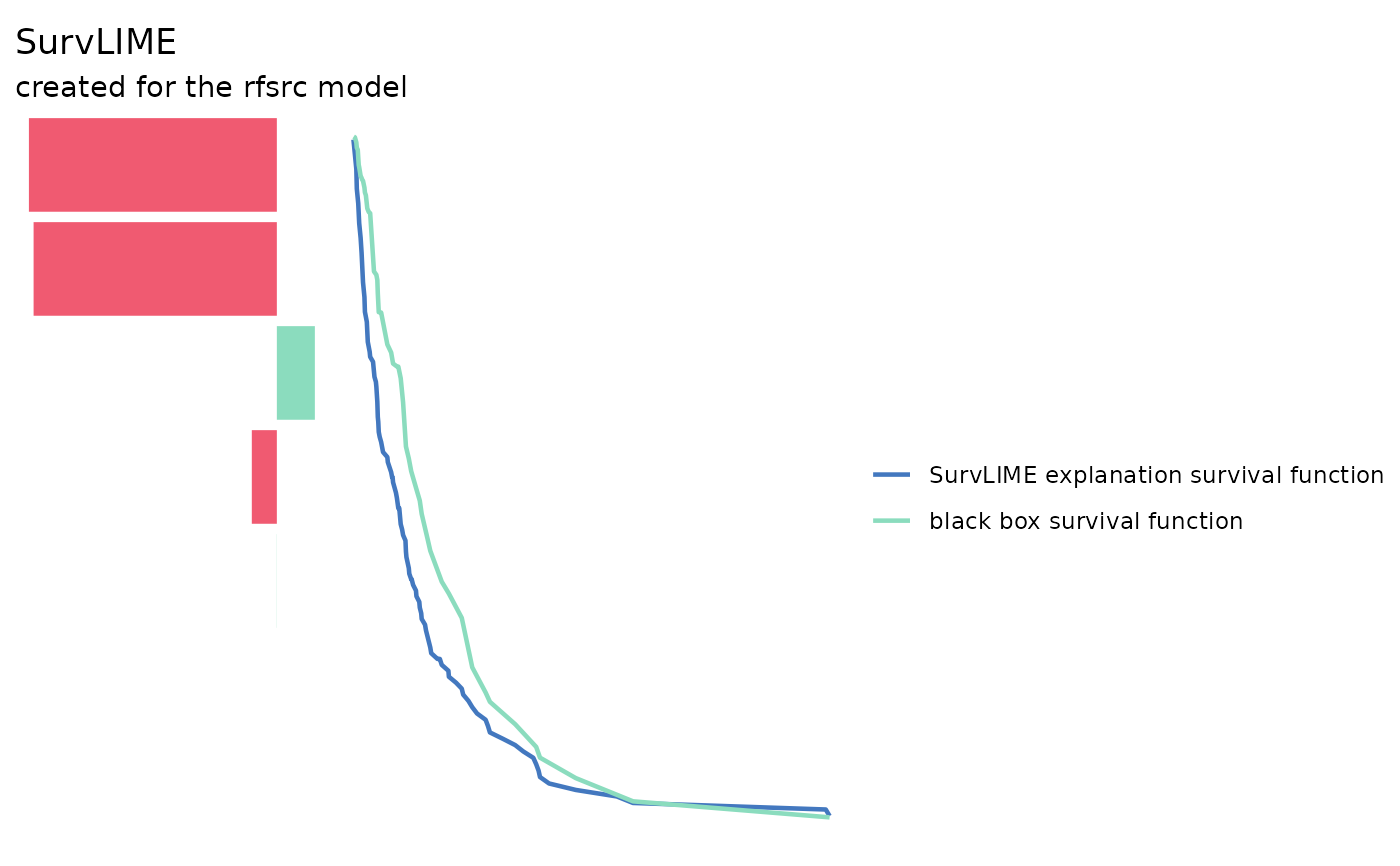 SurvLIME
created for the rfsrc model
SurvLIME explanation survival function
black box survival function